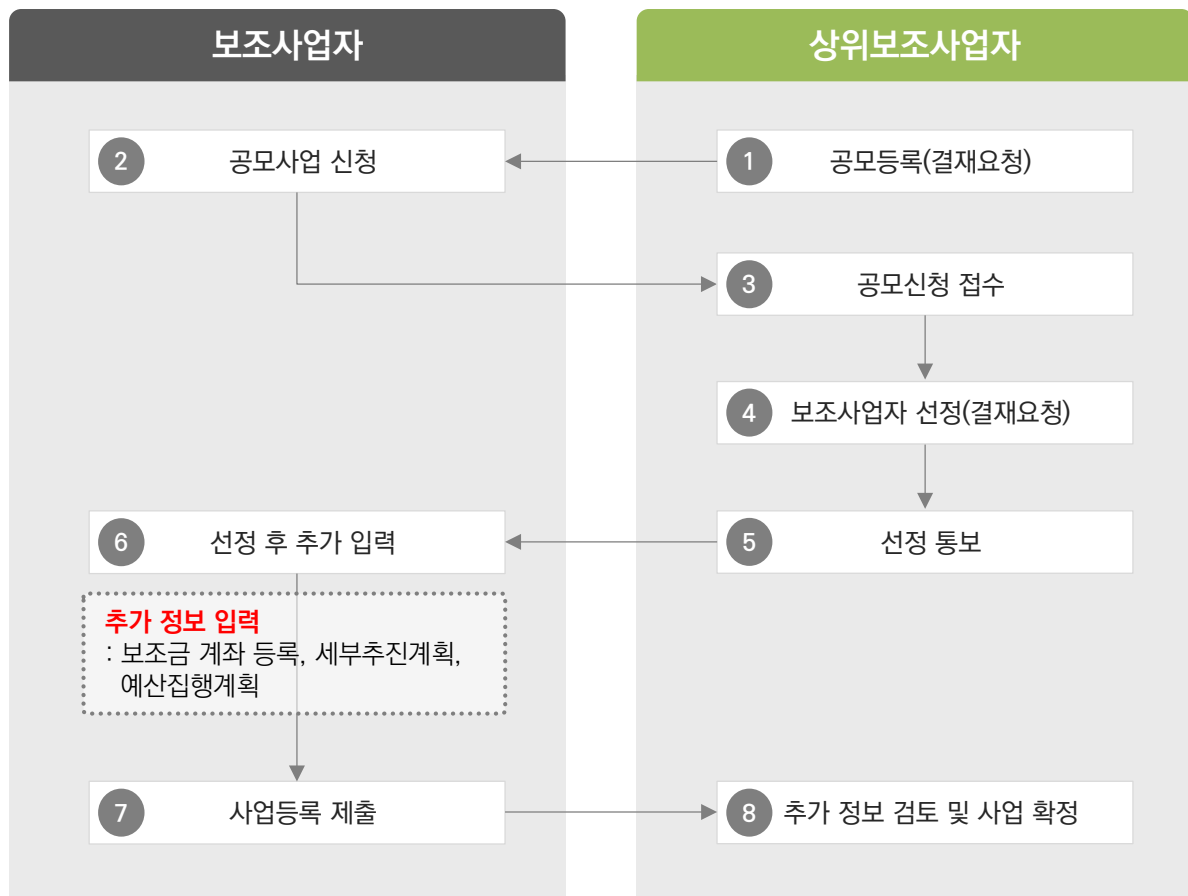 보조사업자
상위보조사업자
1 공모등록(결재요청)
2 공모사업 신청
3 공모신청 접수
4 보조사업자 선정(결재요청)
5 선정 통보
6 선정 후 추가 입력
추가 정보 입력
: 보조금 계좌 등록, 세부추진계획,
예산집행계획
7 사업등록 제출
8 추가 정보 검토 및 사업 확정